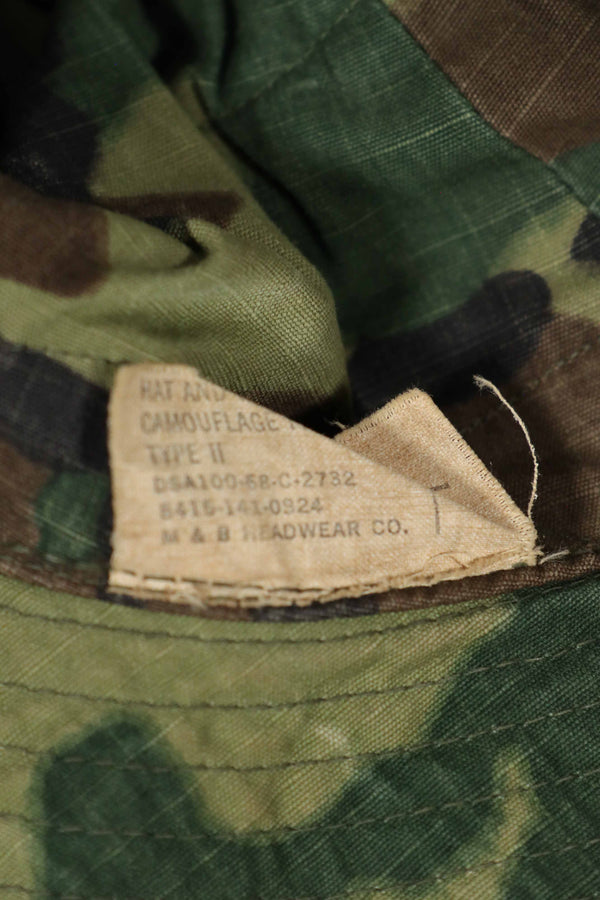 HAT AND
CAMOUFLAGE
TYPE II
DSA100-68-C-2732
8415-141-0924
M & B HEADWEAR CO.